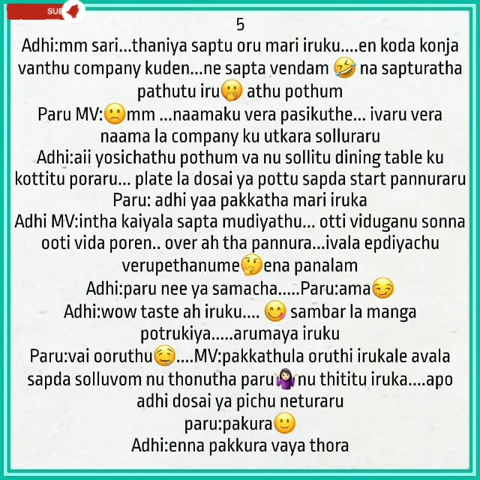 SUB
5
Adhi:mm sari...thaniya saptu oru mari iruku....en koda konja
vanthu company kuden...ne sapta vendam 🤣 na sapturatha
pathutu iru🤭 athu pothum
Paru MV:🙁mm ...naamaku vera pasikuthe... ivaru vera
naama la company ku utkara solluraru
Adhi:aii yosichathu pothum va nu sollitu dining table ku
kottitu poraru... plate la dosai ya pottu sapda start pannuraru
Paru: adhi yaa pakkatha mari iruka
Adhi MV:intha kaiyala sapta mudiyathu... otti viduganu sonna
ooti vida poren.. over ah tha pannura...ivala epdiyachu
verupethanume🤔ena panalam
Adhi:paru nee ya samacha.....Paru:ama😏
Adhi:wow taste ah iruku.... 😋 sambar la manga
potrukiya.....arumaya iruku
Paru:vai ooruthu🤤....MV:pakkathula oruthi irukale avala
sapda solluvom nu thonutha paru🤷🏻‍♀️nu thititu iruka....apo
adhi dosai ya pichu neturaru
paru:pakura🙂
Adhi:enna pakkura vaya thora